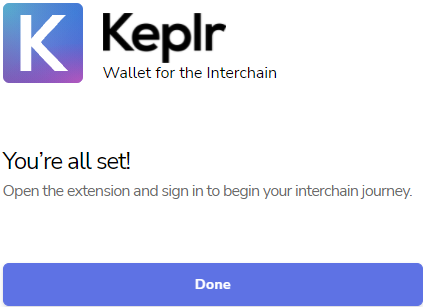 K
Keplr
Wallet for the Interchain
You're all set!
Open the extension and sign in to begin your interchain journey.
Done